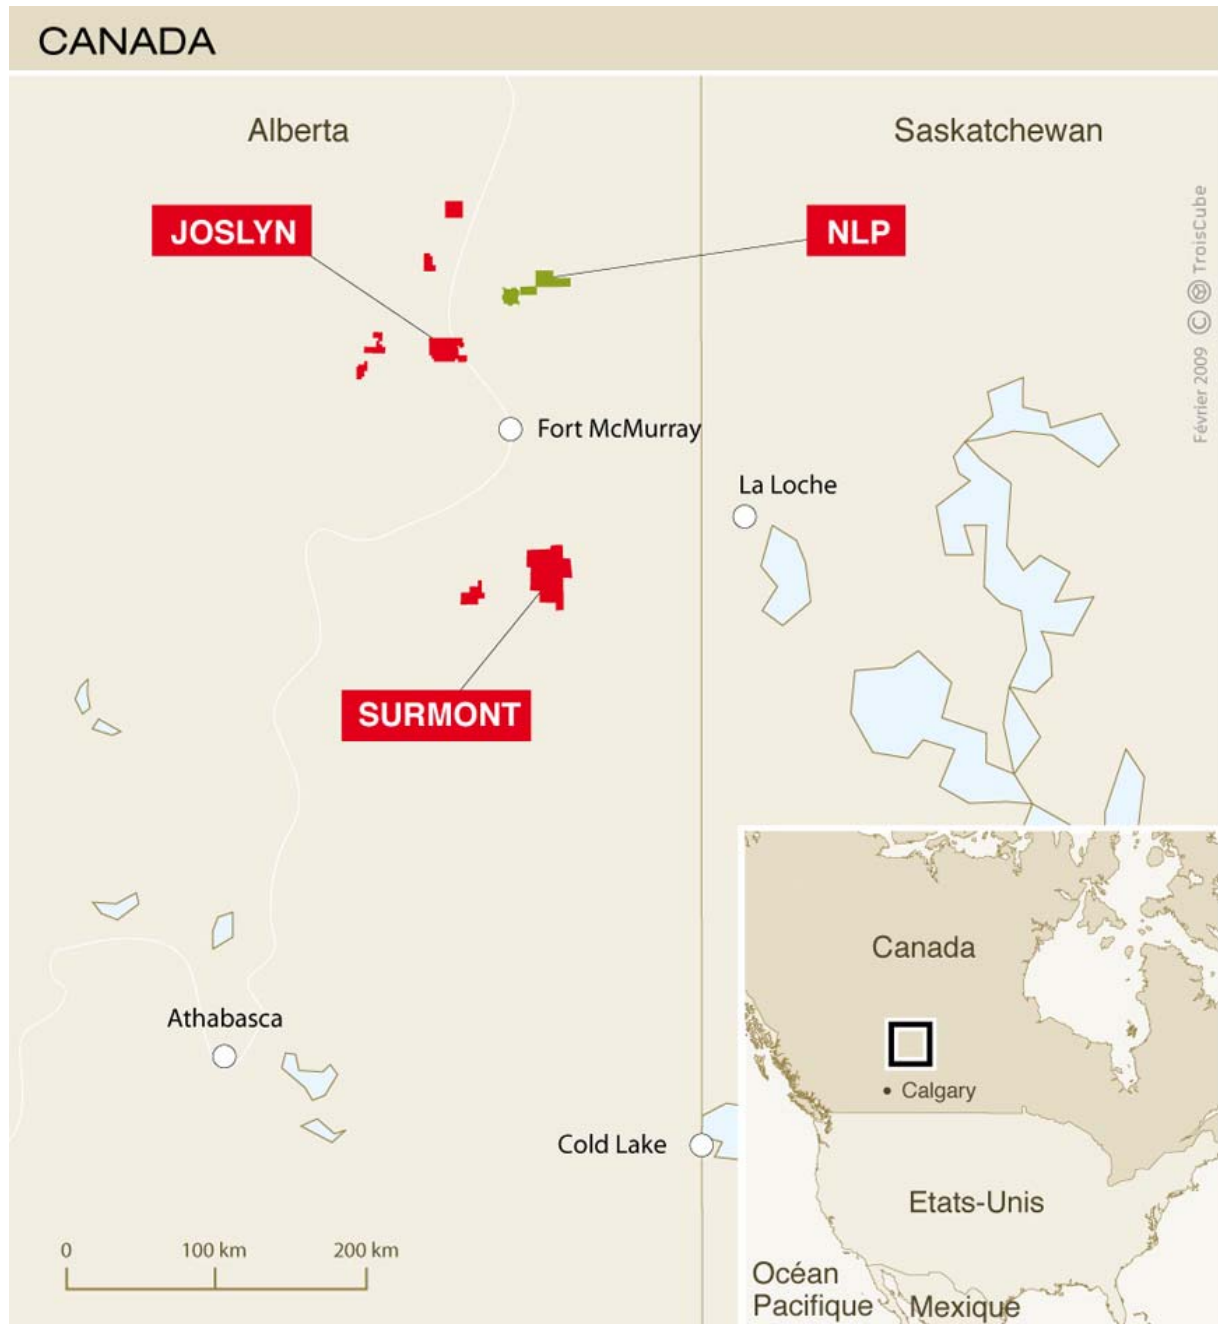 CANADA
Alberta
Saskatchewan
JOSLYN
NLP
Février 2009 © TroisCube
Fort McMurray
La Loche
SURMONT
Canada
Athabasca
Calgary
Cold Lake
Etats-Unis
0 100 km 200 km
Océan
Pacifique
Mexique